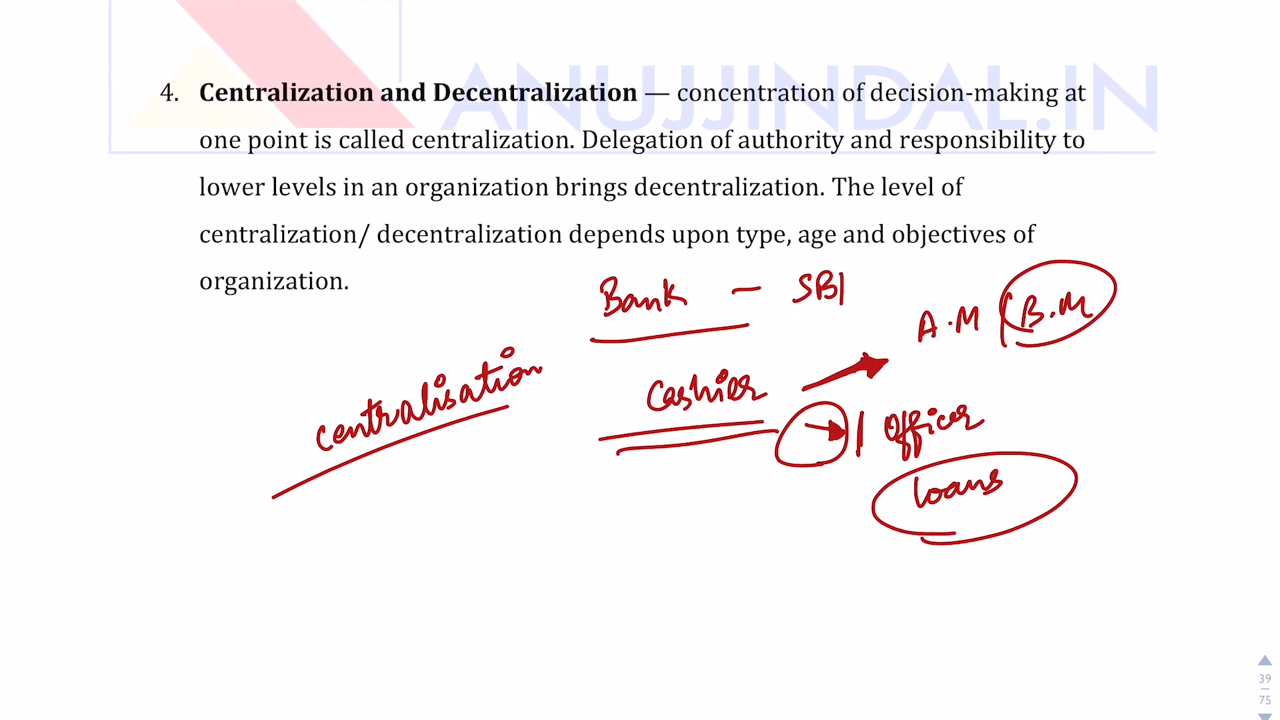 ANUJJINDAL.IN
4. Centralization and Decentralization — concentration of decision-making at
one point is called centralization. Delegation of authority and responsibility to
lower levels in an organization brings decentralization. The level of
centralization/ decentralization depends upon type, age and objectives of
organization.
Bank – SBI
A.M B.M
centralisation
Cashier
Officer
loans
39
75